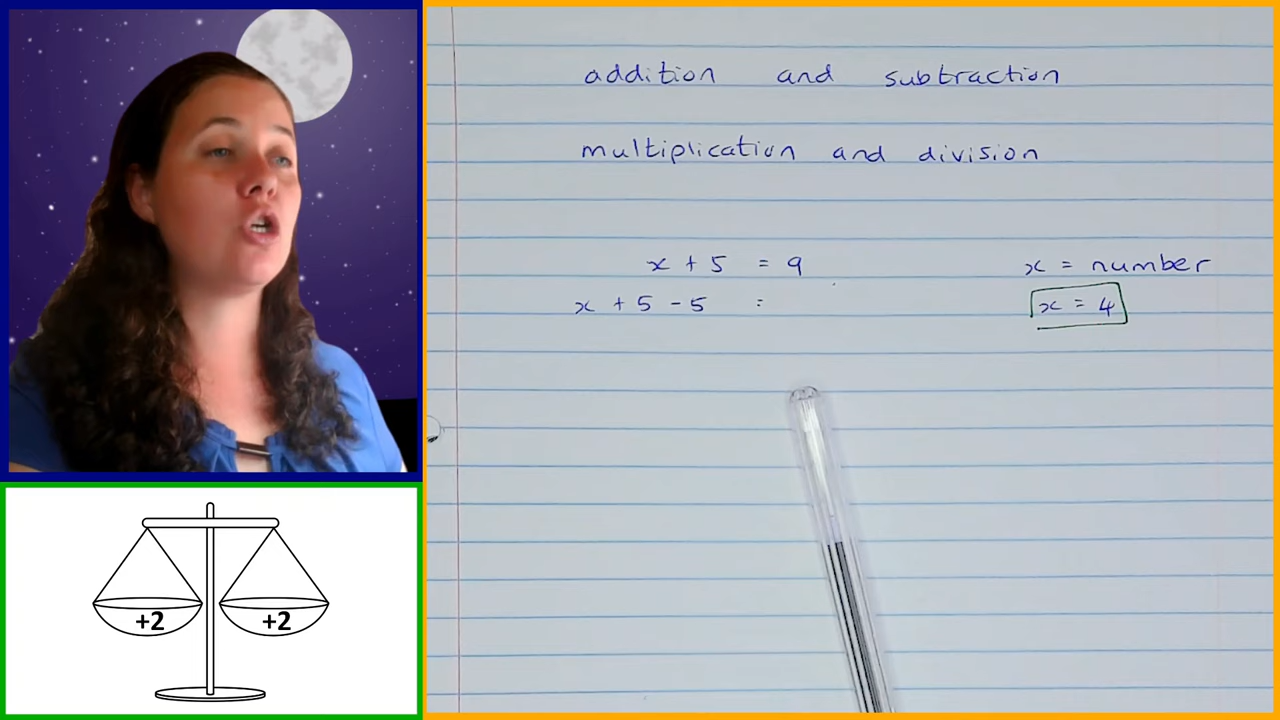 addition and subtraction
multiplication and division
x + 5 = 9
x = number
x + 5 - 5 =
x = 4
+2 +2